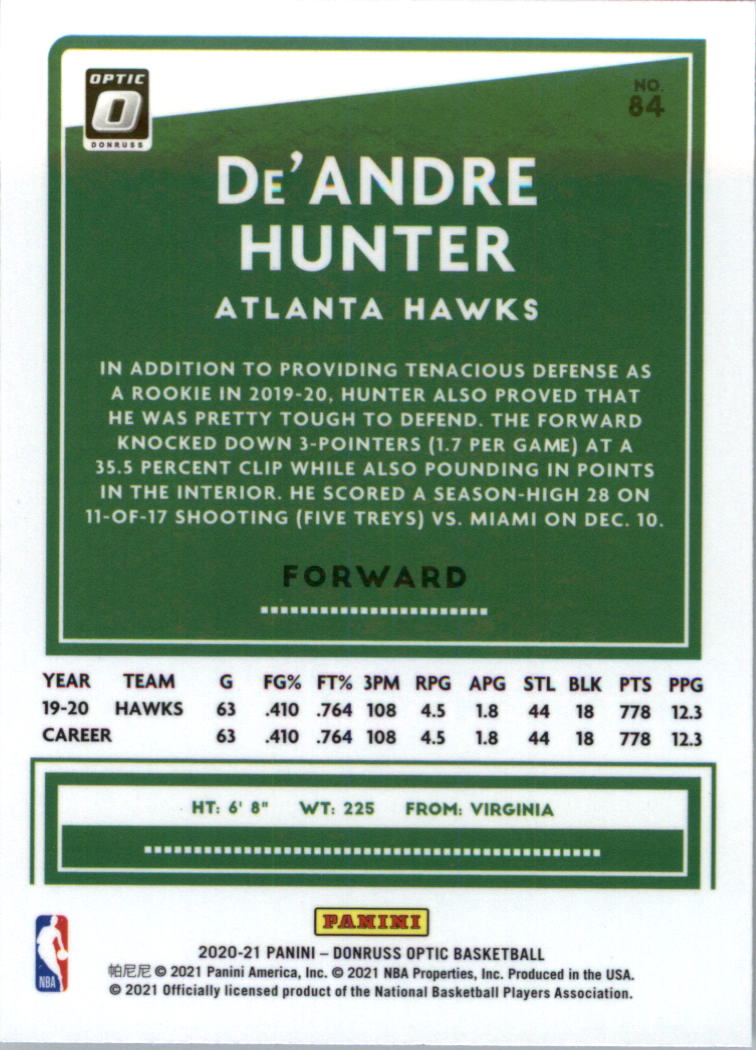 OPTIC
DONRUSS
NO.
84
DE'ANDRE
HUNTER
ATLANTA HAWKS
IN ADDITION TO PROVIDING TENACIOUS DEFENSE AS
A ROOKIE IN 2019-20, HUNTER ALSO PROVED THAT
HE WAS PRETTY TOUGH TO DEFEND. THE FORWARD
KNOCKED DOWN 3-POINTERS (1.7 PER GAME) AT A
35.5 PERCENT CLIP WHILE ALSO POUNDING IN POINTS
IN THE INTERIOR. HE SCORED A SEASON-HIGH 28 ON
11-OF-17 SHOOTING (FIVE TREYS) VS. MIAMI ON DEC. 10.
FORWARD
YEAR TEAM G FG% FT% 3PM RPG APG STL BLK PTS PPG
19-20 HAWKS 63 .410 .764 108 4.5 1.8 44 18 778 12.3
CAREER 63 .410 .764 108 4.5 1.8 44 18 778 12.3
HT: 6' 8" WT: 225 FROM: VIRGINIA
PANINI
NBA
2020-21 PANINI – DONRUSS OPTIC BASKETBALL
帕尼尼 © 2021 Panini America, Inc. © 2021 NBA Properties, Inc. Produced in the USA.
© 2021 Officially licensed product of the National Basketball Players Association.